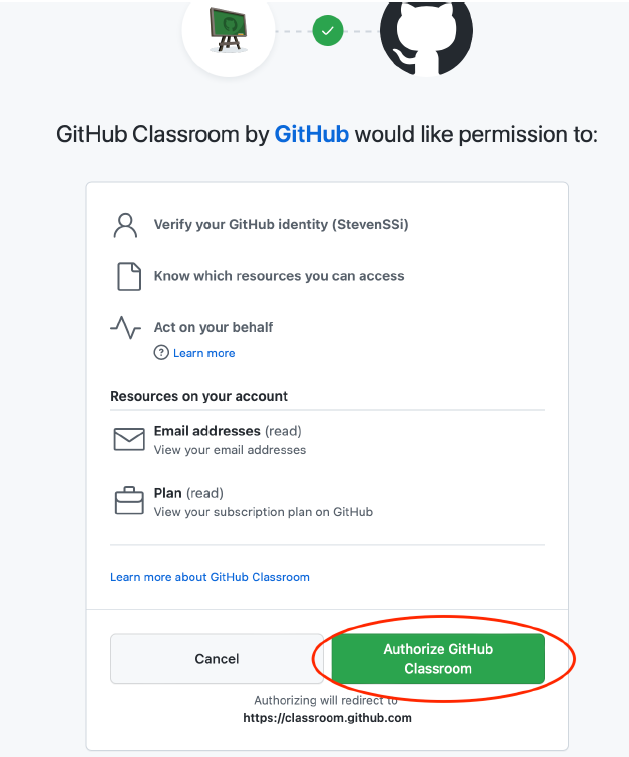 GitHub Classroom by GitHub would like permission to:
Verify your GitHub identity (StevenSSi)
Know which resources you can access
Act on your behalf
? Learn more
Resources on your account
Email addresses (read)
View your email addresses
Plan (read)
View your subscription plan on GitHub
Learn more about GitHub Classroom
Cancel
Authorize GitHub
Classroom
Authorizing will redirect to
https://classroom.github.com